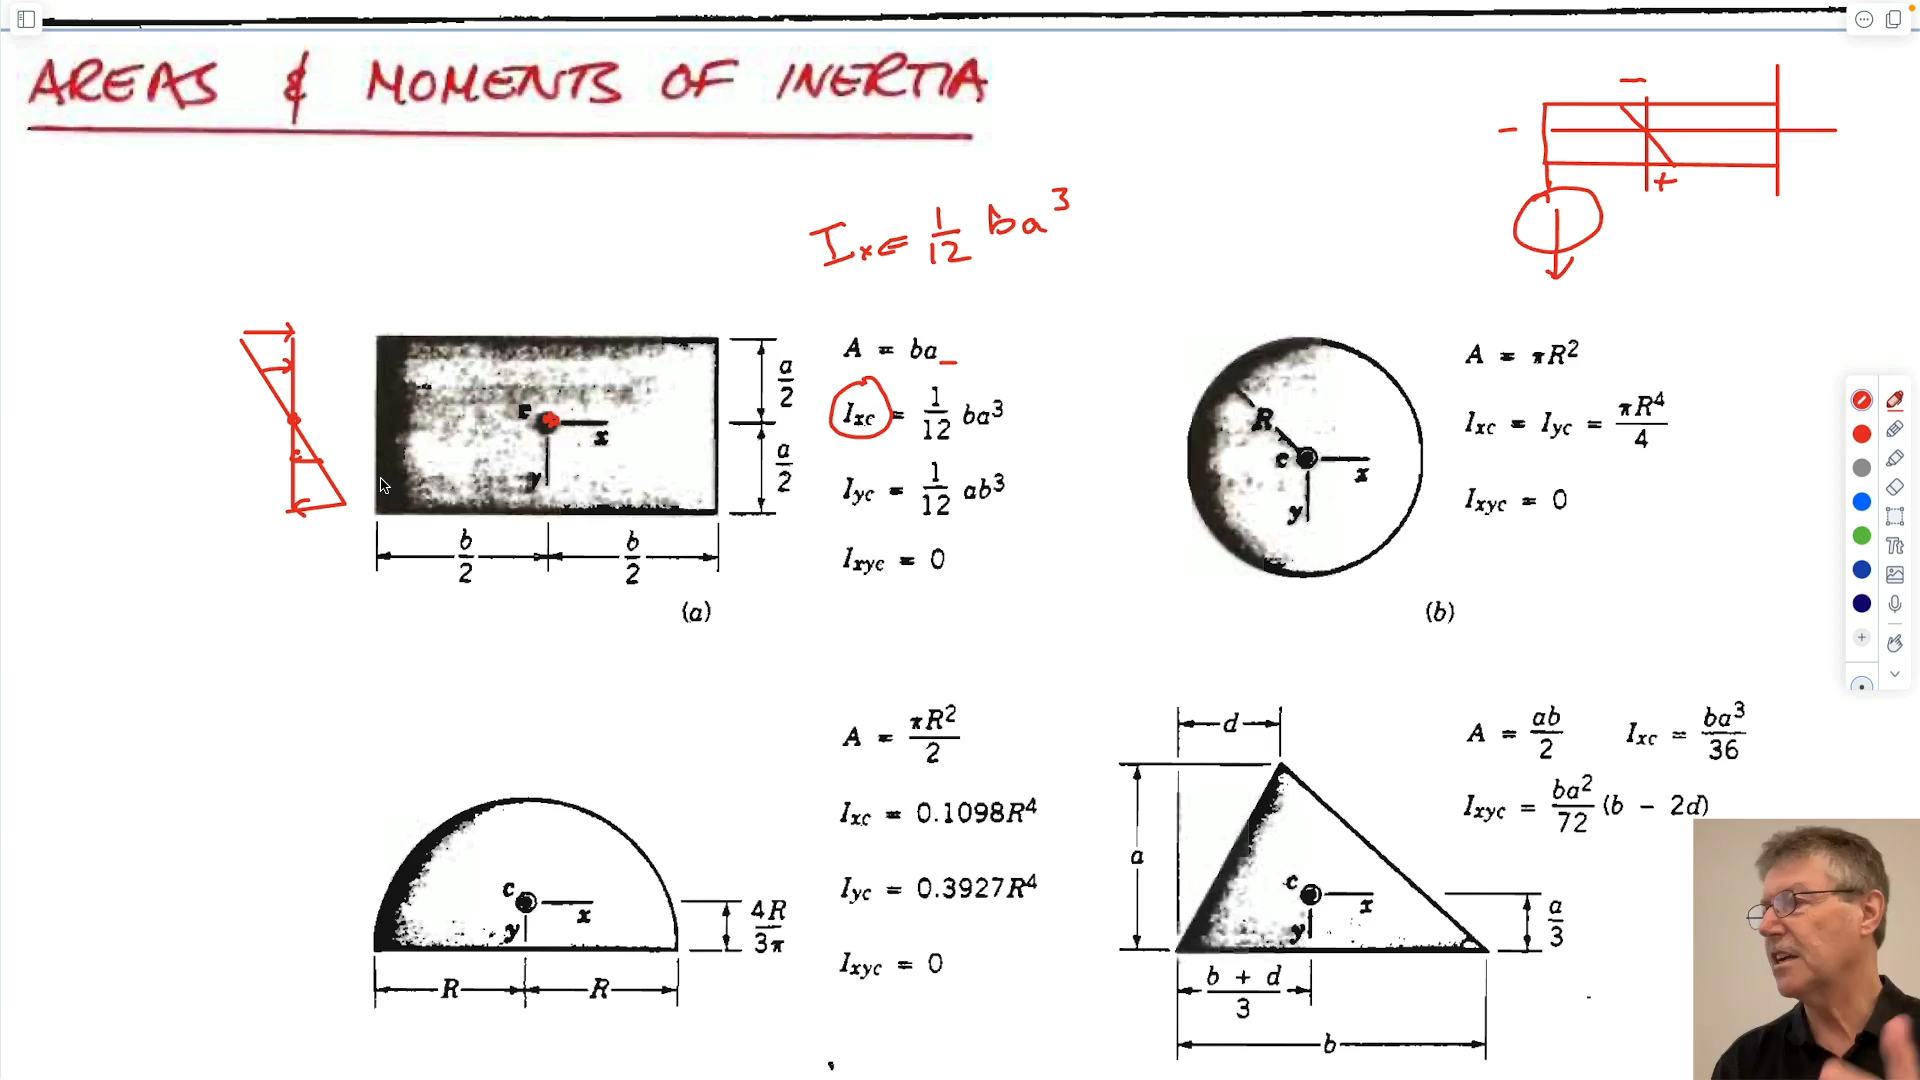 AREAS & MOMENTS OF INERTIA
-
-
+
Ixc = 1/12 ba³
A = ba
Ixc = 1/12 ba³
Iyc = 1/12 ab³
Ixyc = 0
a/2
a/2
x
y
b/2
b/2
(a)
A = πR²
Ixc = Iyc = πR⁴/4
Ixyc = 0
R
c
x
y
(b)
A = πR²/2
Ixc = 0.1098R⁴
Iyc = 0.3927R⁴
Ixyc = 0
c
x
y
4R/3π
R
R
A = ab/2
Ixc = ba³/36
Ixyc = ba²/72 (b - 2d)
d
a
c
x
y
a/3
b + d/3
b
Tt